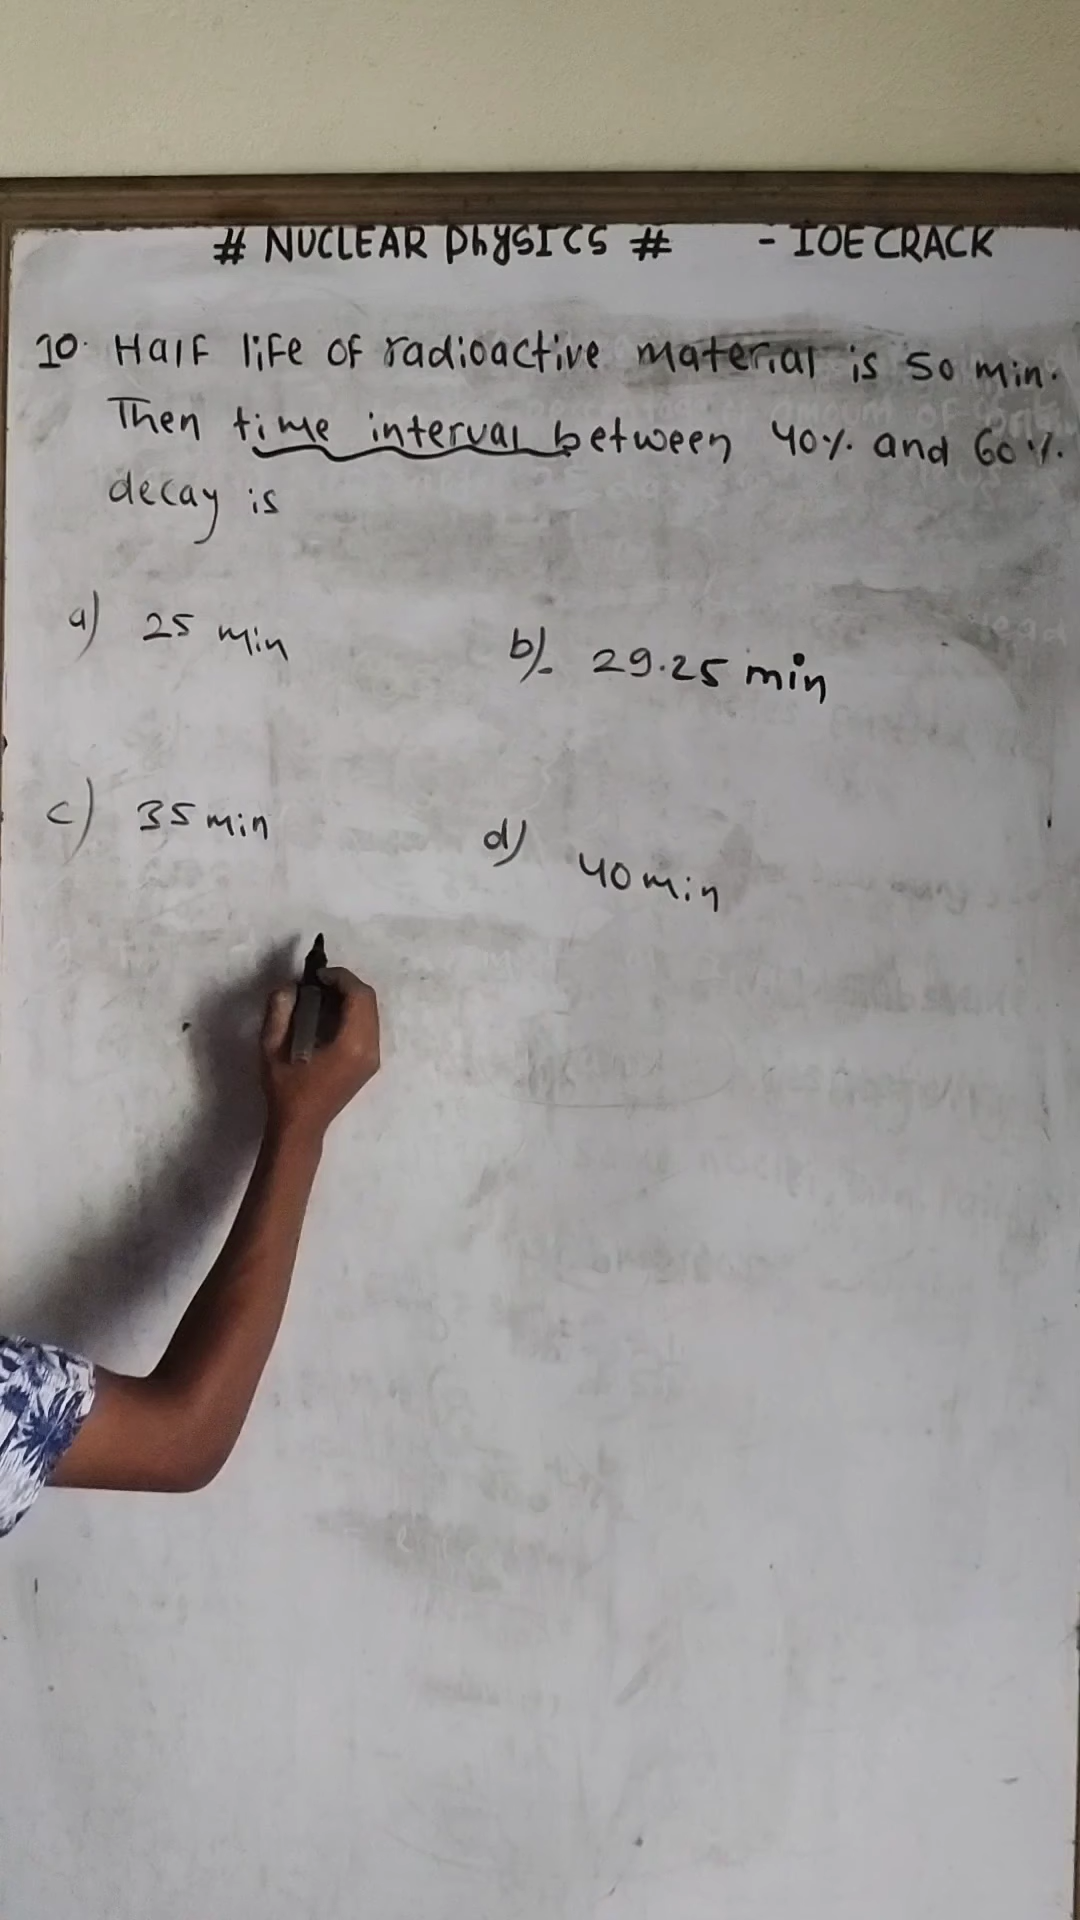 # NUCLEAR PhySICS # - IOE CRACK
10. Half life of radioactive material is 50 min.
Then time interval between 40% and 60%
decay is
a) 25 min
b) 29.25 min
c) 35 min
d) 40 min